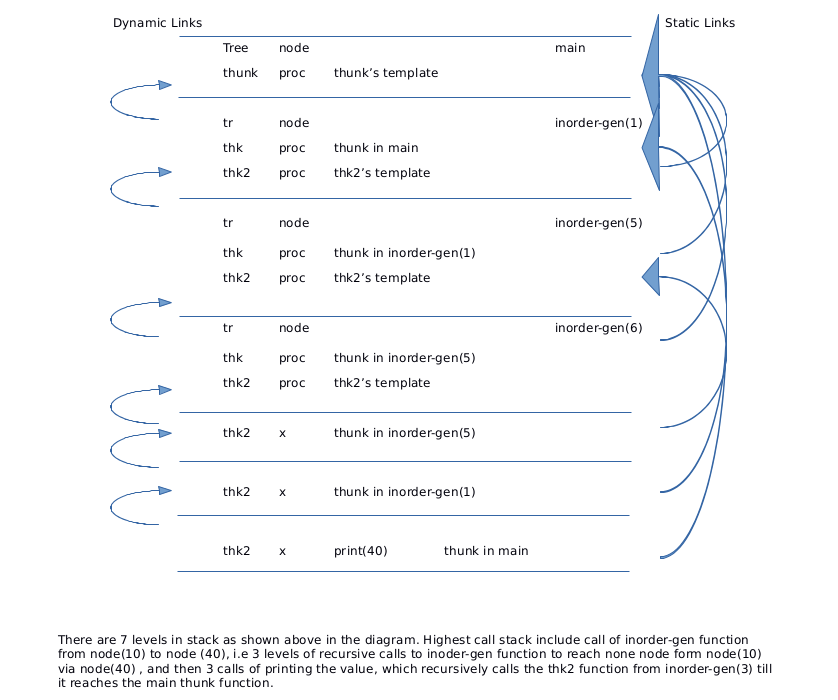 Dynamic Links Static Links
Tree node main
thunk proc thunk’s template
tr node inorder-gen(1)
thk proc thunk in main
thk2 proc thk2’s template
tr node inorder-gen(5)
thk proc thunk in inorder-gen(1)
thk2 proc thk2’s template
tr node inorder-gen(6)
thk proc thunk in inorder-gen(5)
thk2 proc thk2’s template
thk2 x thunk in inorder-gen(5)
thk2 x thunk in inorder-gen(1)
thk2 x print(40) thunk in main
There are 7 levels in stack as shown above in the diagram. Highest call stack include call of inorder-gen function
from node(10) to node (40), i.e 3 levels of recursive calls to inoder-gen function to reach none node form node(10)
via node(40) , and then 3 calls of printing the value, which recursively calls the thk2 function from inorder-gen(3) till
it reaches the main thunk function.